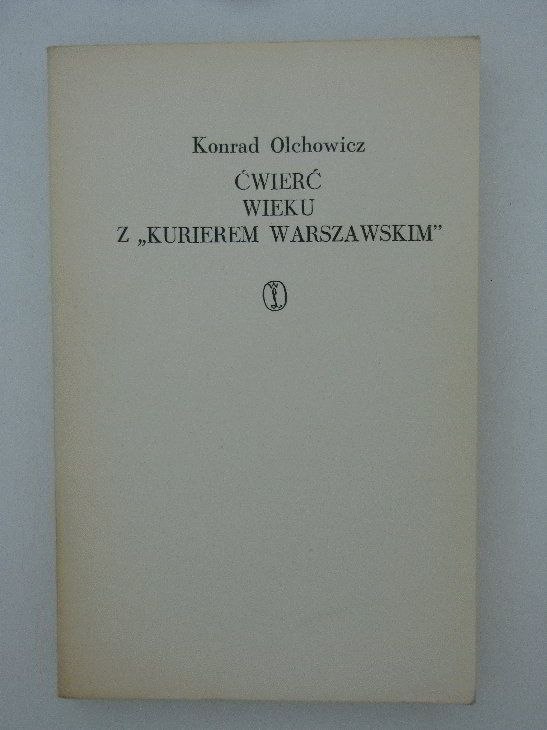 Konrad Olchowicz
ĆWIERĆ
WIEKU
Z „KURIEREM WARSZAWSKIM”